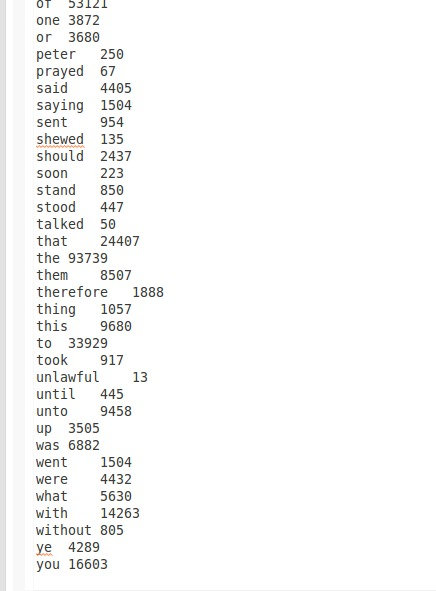 of 53121
one 3872
or 3680
peter 250
prayed 67
said 4405
saying 1504
sent 954
shewed 135
should 2437
soon 223
stand 850
stood 447
talked 50
that 24407
the 93739
them 8507
therefore 1888
thing 1057
this 9680
to 33929
took 917
unlawful 13
until 445
unto 9458
up 3505
was 6882
went 1504
were 4432
what 5630
with 14263
without 805
ye 4289
you 16603